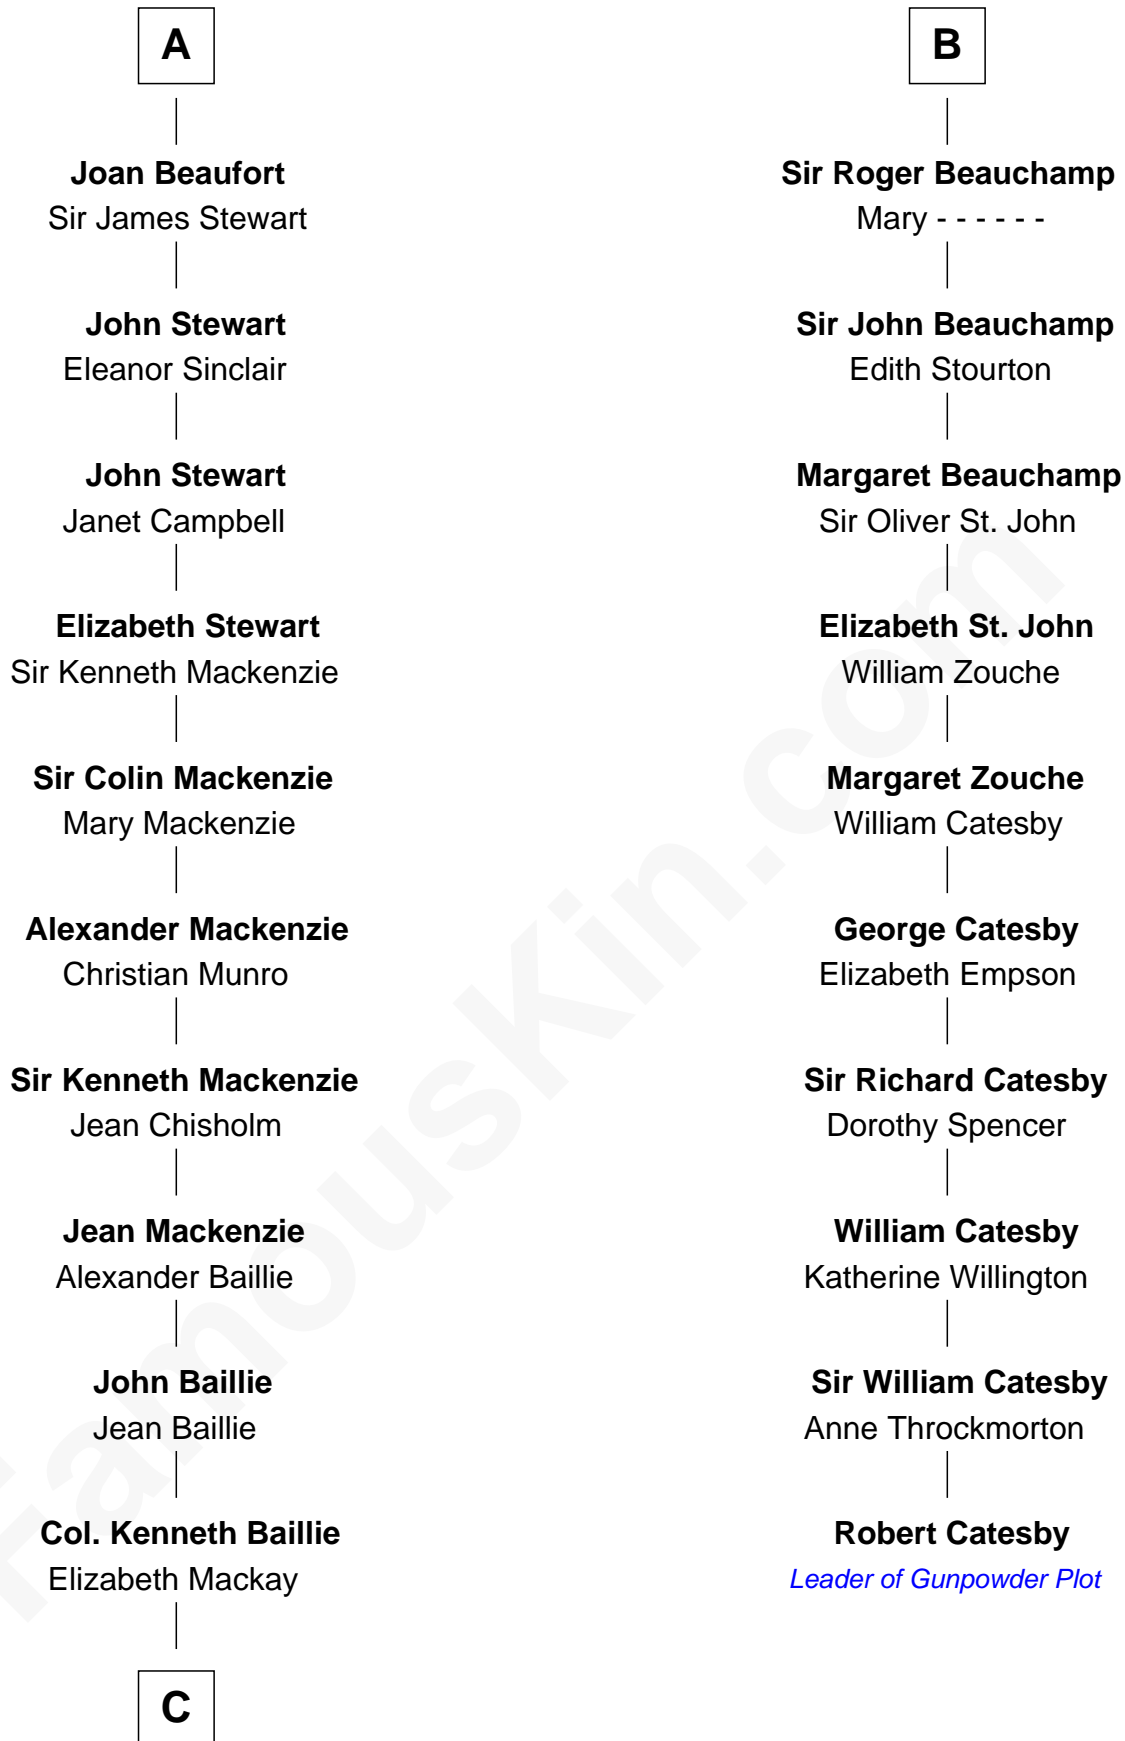 A
Joan Beaufort
Sir James Stewart
John Stewart
Eleanor Sinclair
John Stewart
Janet Campbell
Elizabeth Stewart
Sir Kenneth Mackenzie
Sir Colin Mackenzie
Mary Mackenzie
Alexander Mackenzie
Christian Munro
Sir Kenneth Mackenzie
Jean Chisholm
Jean Mackenzie
Alexander Baillie
John Baillie
Jean Baillie
Col. Kenneth Baillie
Elizabeth Mackay
C
B
Sir Roger Beauchamp
Mary - - - - - -
Sir John Beauchamp
Edith Stourton
Margaret Beauchamp
Sir Oliver St. John
Elizabeth St. John
William Zouche
Margaret Zouche
William Catesby
George Catesby
Elizabeth Empson
Sir Richard Catesby
Dorothy Spencer
William Catesby
Katherine Willington
Sir William Catesby
Anne Throckmorton
Robert Catesby
Leader of Gunpowder Plot
FamousKin.com